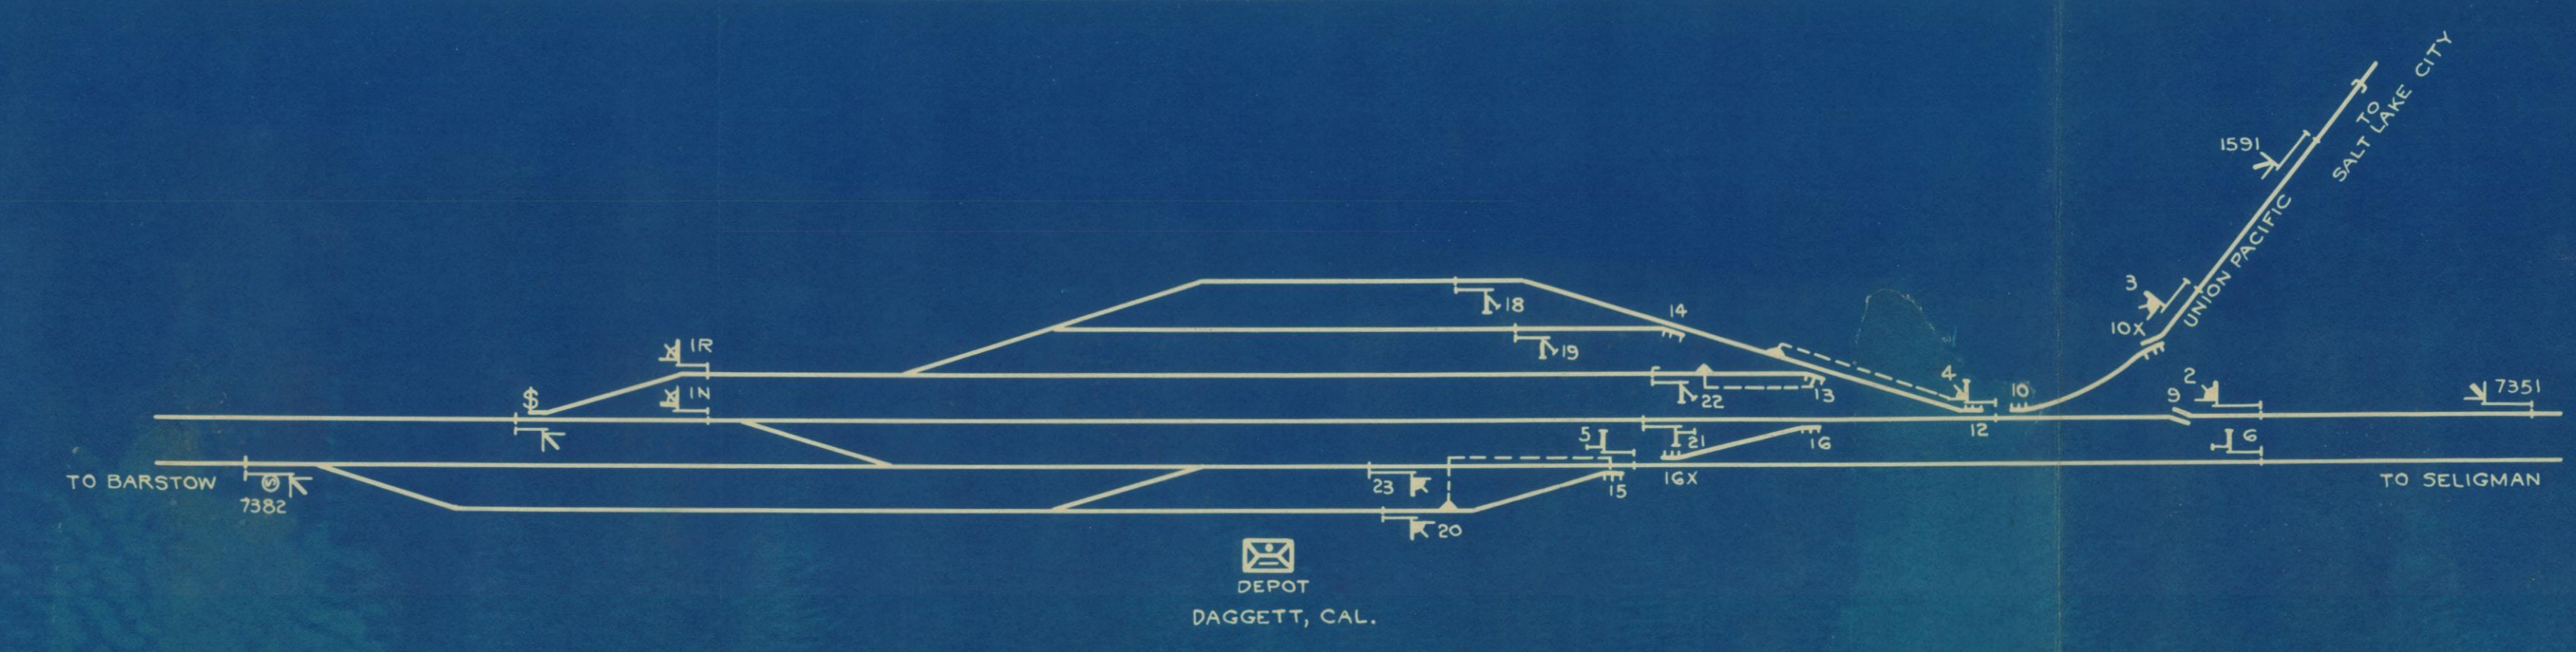 TO
SALT LAKE CITY
1591
UNION PACIFIC
3
10X
18
14
19
1R
$
1N
22
13
4
10
2
9
7351
12
5
21
16
6
TO BARSTOW
S
7382
23
15
16X
TO SELIGMAN
20
DEPOT
DAGGETT, CAL.